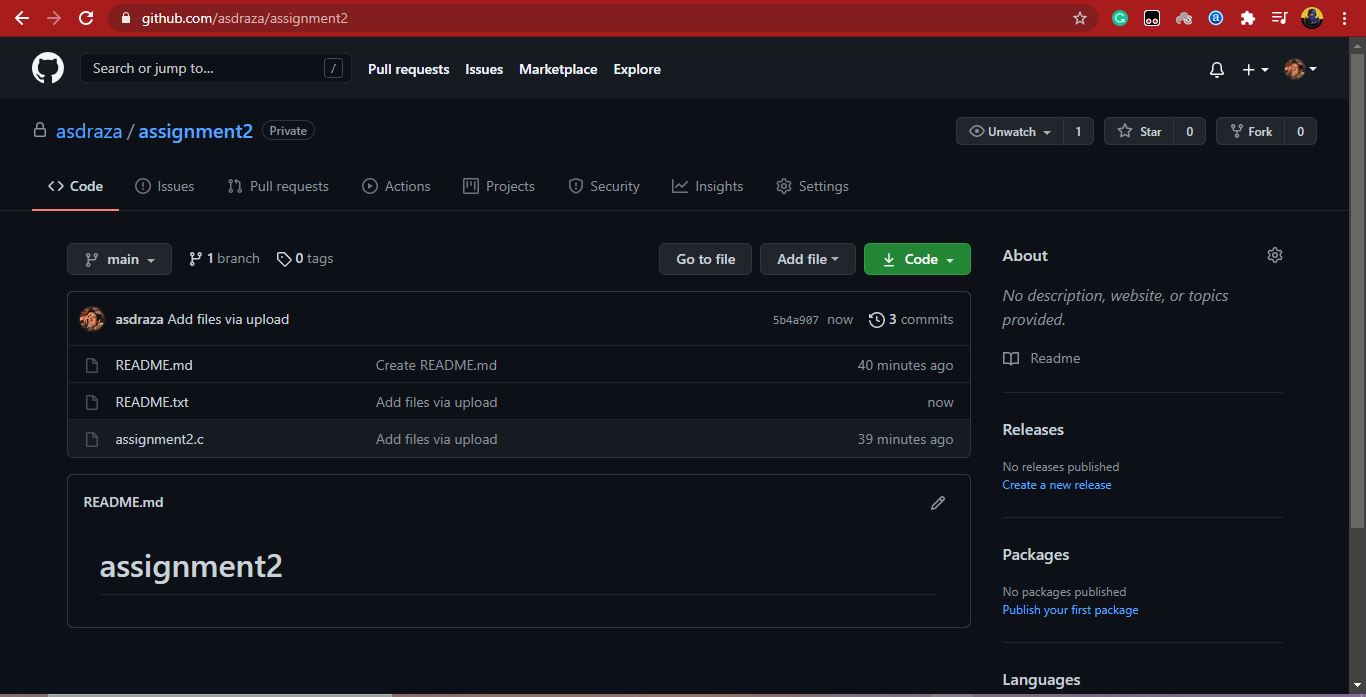 github.com/asdraza/assignment2
Search or jump to... /
Pull requests Issues Marketplace Explore
asdraza / assignment2 Private
Unwatch 1 Star 0 Fork 0
Code Issues Pull requests Actions Projects Security Insights Settings
main 1 branch 0 tags Go to file Add file Code
asdraza Add files via upload 5b4a907 now 3 commits
README.md Create README.md 40 minutes ago
README.txt Add files via upload now
assignment2.c Add files via upload 39 minutes ago
README.md
assignment2
About
No description, website, or topics
provided.
Readme
Releases
No releases published
Create a new release
Packages
No packages published
Publish your first package
Languages